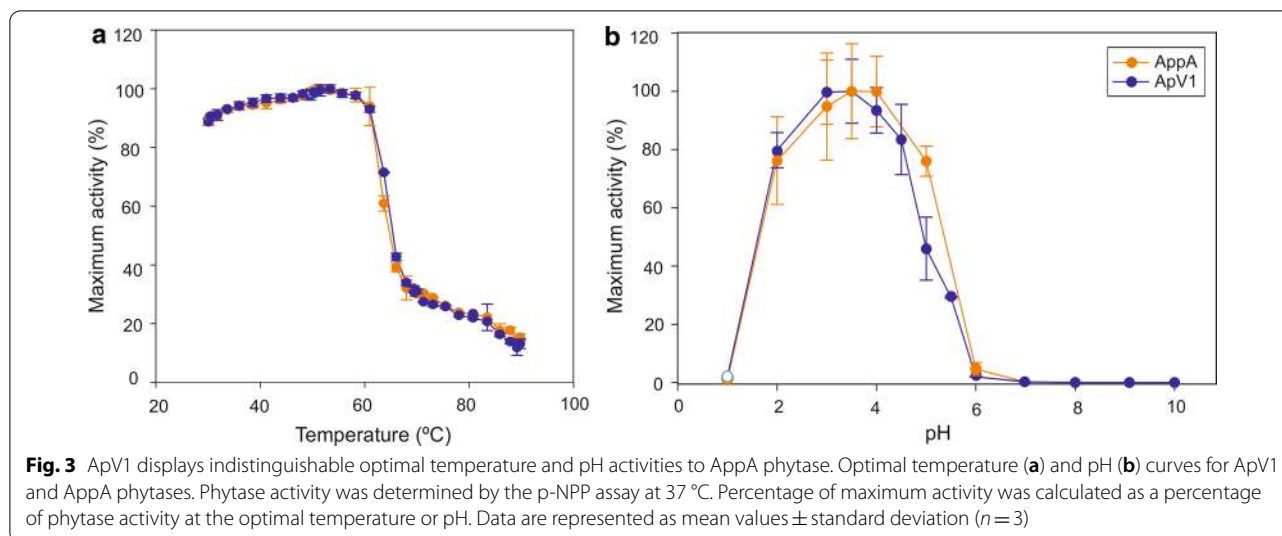 a
b
120
100
80
60
40
20
0
Maximum activity (%)
20
40
60
80
100
Temperature (ºC)
120
100
80
60
40
20
0
Maximum activity (%)
0
2
4
6
8
10
pH
AppA
ApV1
Fig. 3 ApV1 displays indistinguishable optimal temperature and pH activities to AppA phytase. Optimal temperature (a) and pH (b) curves for ApV1
and AppA phytases. Phytase activity was determined by the p-NPP assay at 37 °C. Percentage of maximum activity was calculated as a percentage
of phytase activity at the optimal temperature or pH. Data are represented as mean values ± standard deviation (n = 3)